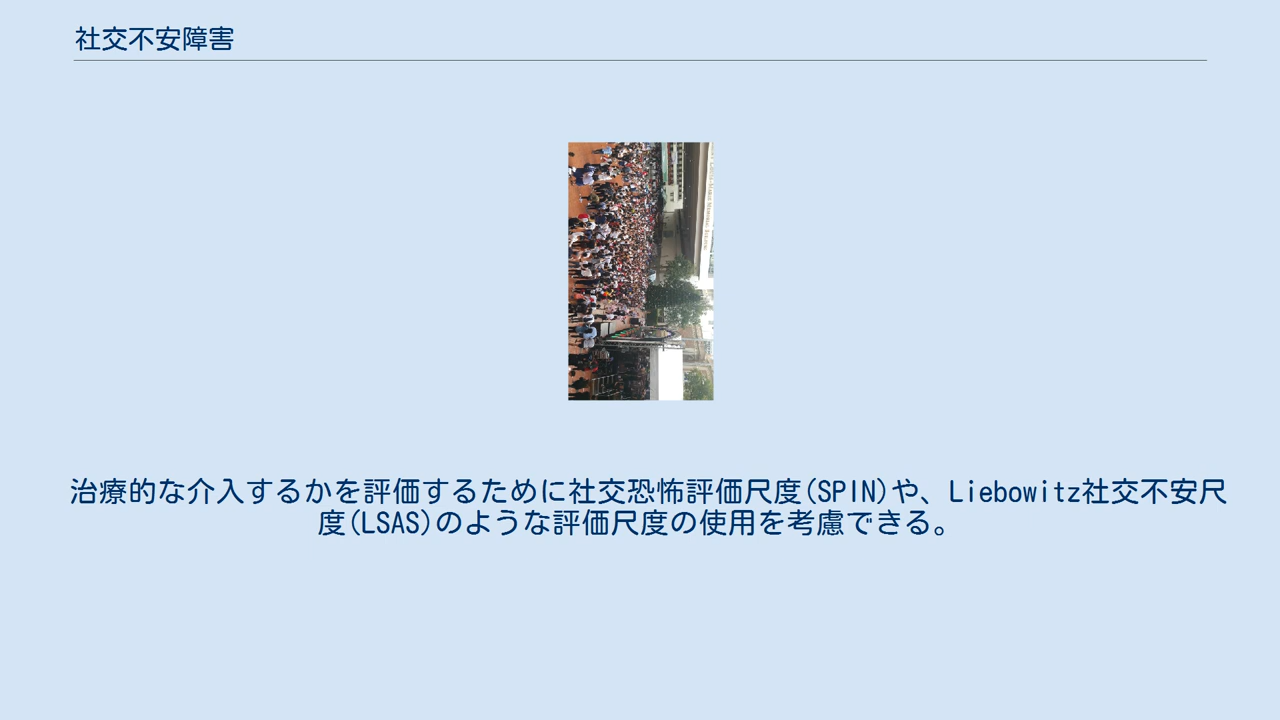 社交不安障害
治療的な介入するかを評価するために社交恐怖評価尺度(SPIN)や、Liebowitz社交不安尺
度(LSAS)のような評価尺度の使用を考慮できる。